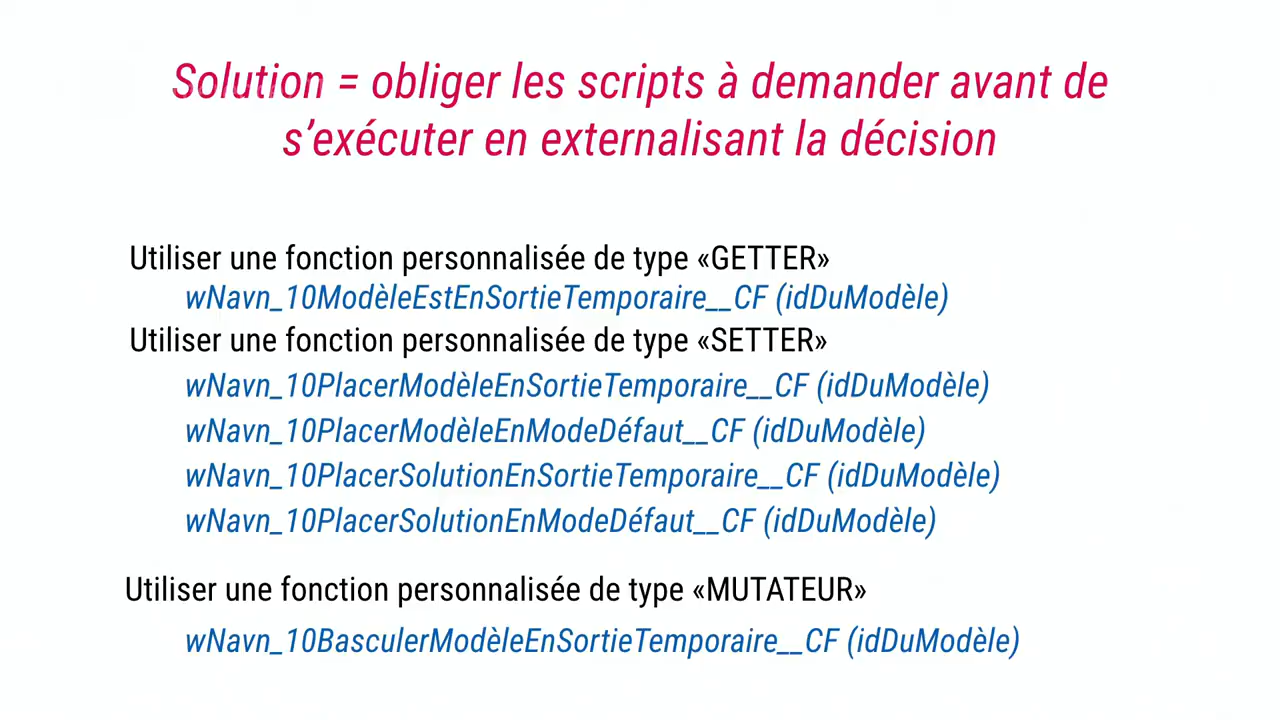 Solution = obliger les scripts à demander avant de
s’exécuter en externalisant la décision
Utiliser une fonction personnalisée de type «GETTER»
wNavn_10ModèleEstEnSortieTemporaire__CF (idDuModèle)
Utiliser une fonction personnalisée de type «SETTER»
wNavn_10PlacerModèleEnSortieTemporaire__CF (idDuModèle)
wNavn_10PlacerModèleEnModeDéfaut__CF (idDuModèle)
wNavn_10PlacerSolutionEnSortieTemporaire__CF (idDuModèle)
wNavn_10PlacerSolutionEnModeDéfaut__CF (idDuModèle)
Utiliser une fonction personnalisée de type «MUTATEUR»
wNavn_10BasculerModèleEnSortieTemporaire__CF (idDuModèle)